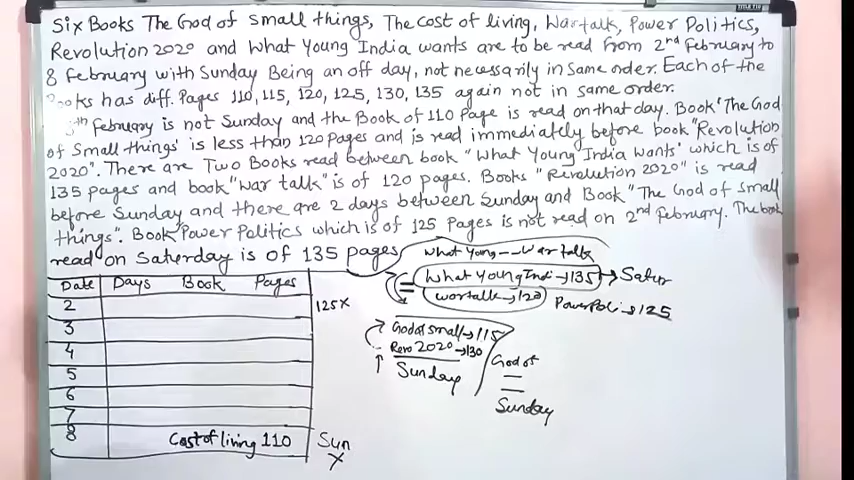 Six Books The God of Small things, The Cost of living, War talk, Power Politics,
Revolution 2020 and What Young India wants are to be read from 2nd February to
8 february with Sunday Being an off day, not necessarily in Same order. Each of the
ooks has diff. Pages 110, 115, 120, 125, 130, 135 again not in same order.
th february is not Sunday and the Book of 110 Page is read on that day. Book 'The God
of Small things' is less than 120 pages and is read immediately before book "Revolution
2020". There are Two Books read between book "What Young India Wants" which is of
135 pages and book "War talk" is of 120 pages. Books "Revolution 2020" is read
before Sunday and there are 2 days between Sunday and Book "The God of Small
things". Book Power Politics which is of 125 Pages is not read on 2nd february. The book
read on Saturday is of 135 pages
What Young -- War talk
Date Days Book Pages
What Young Indi → 135 → Satur
2 125 x
wartalk → 120 Power Poli → 125
3
God of small → 115
4
Revo 2020 → 130
God of
5
Sunday
6
Sunday
7
8 Cost of living 110 Sun
x